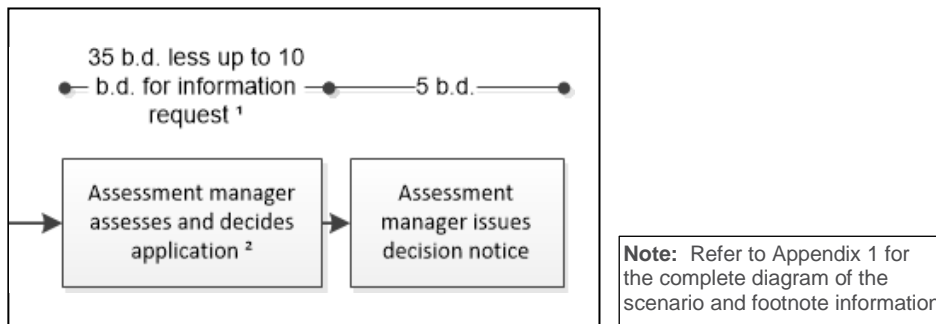 35 b.d. less up to 10
b.d. for information
request ¹
5 b.d.
Assessment manager
assesses and decides
application ²
Assessment
manager issues
decision notice
Note: Refer to Appendix 1 for
the complete diagram of the
scenario and footnote information